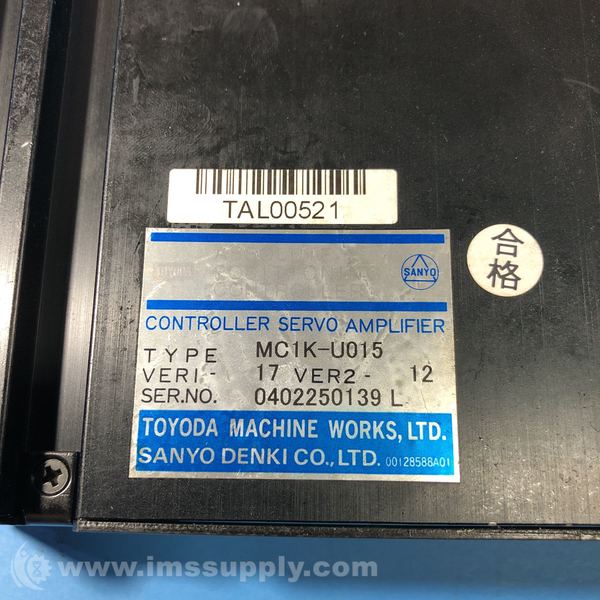 TAL00521
合格
SANYO
CONTROLLER SERVO AMPLIFIER
TYPE MC1K-U015
VER1- 17 VER2- 12
SER.NO. 0402250139 L
TOYODA MACHINE WORKS, LTD.
SANYO DENKI CO., LTD. 00128588A01
www.imssupply.com